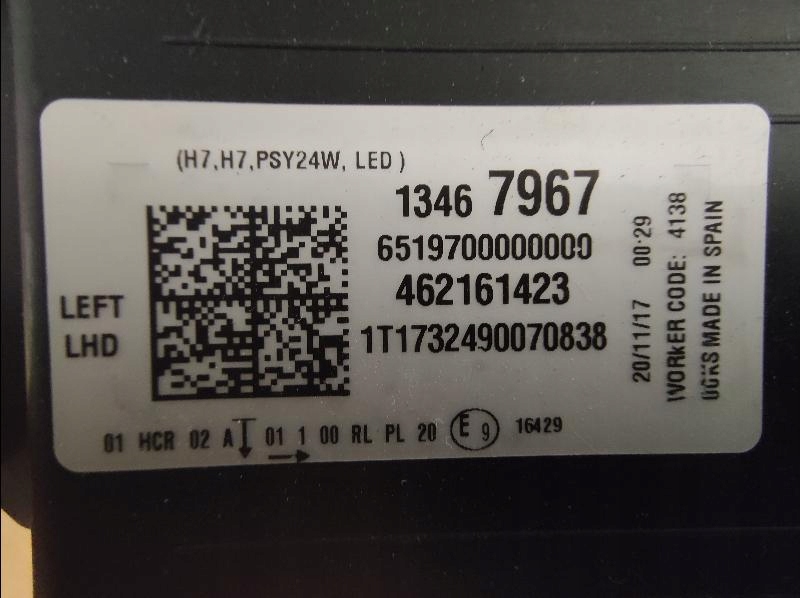 (H7,H7,PSY24W, LED )
1346 7967
6519700000000
462161423
1T1732490070838
LEFT
LHD
01 HCR 02 A 01 1 00 RL PL 20 E 9 16429
20/11/17 00:29
WORKER CODE: 4138
MADE IN SPAIN